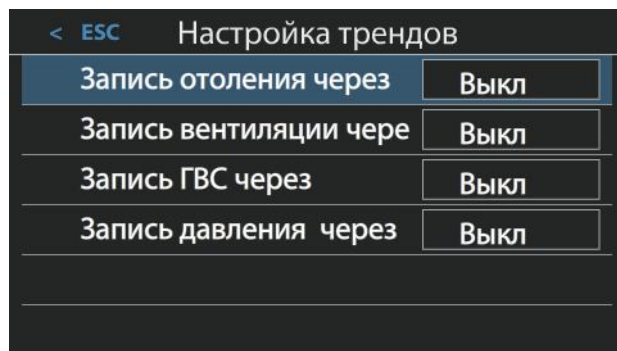 < ESC Настройка трендов
Запись отоления через Выкл
Запись вентиляции чере Выкл
Запись ГВС через Выкл
Запись давления через Выкл